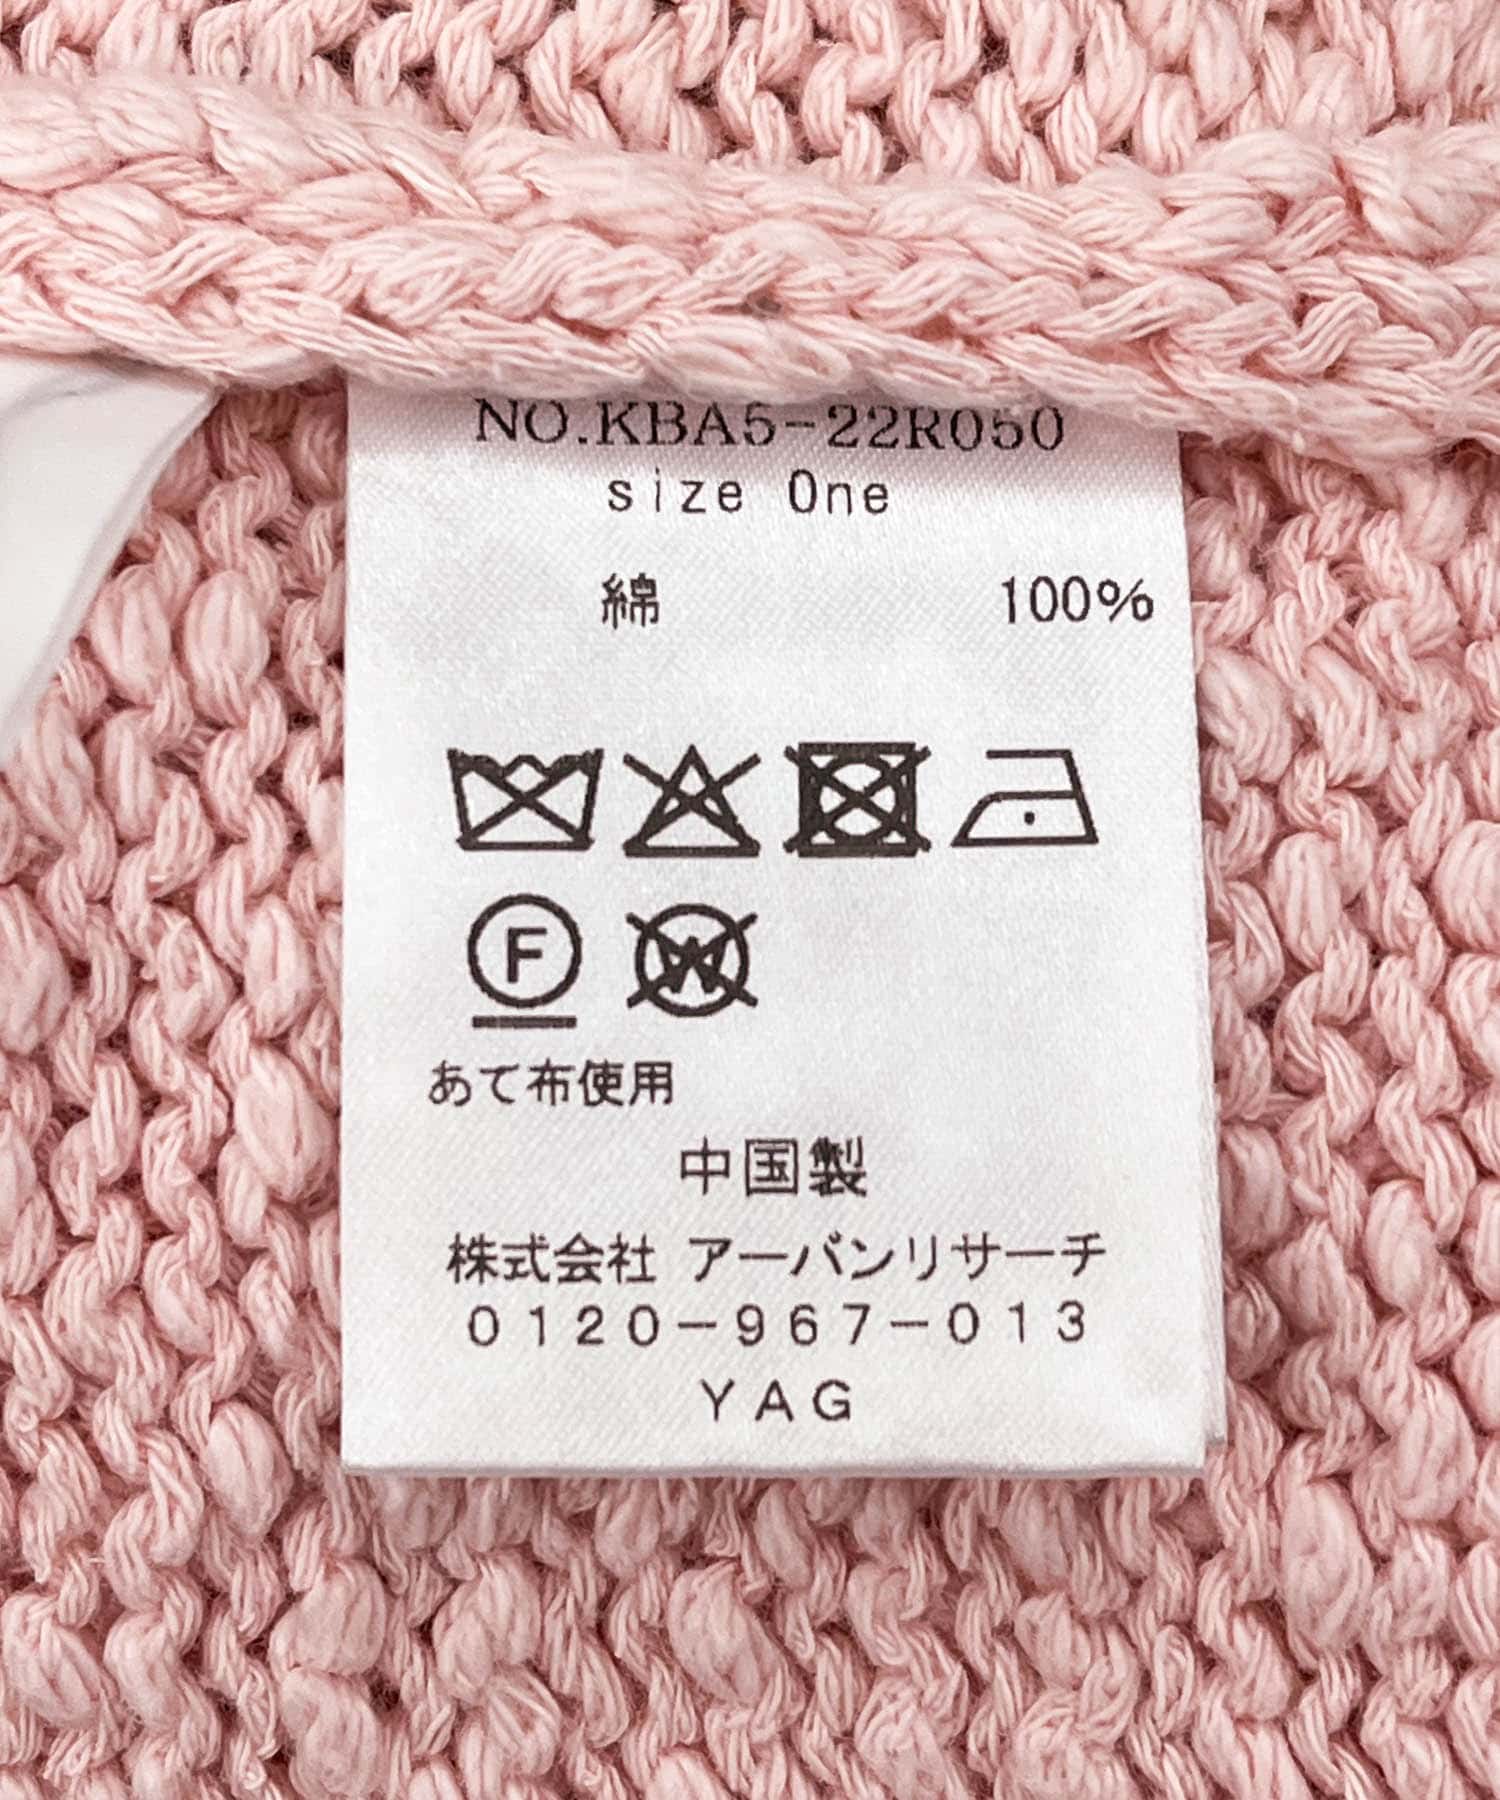 NO.KBA5-22R050
size One
綿 100%
F
W
あて布使用
中国製
株式会社 アーバンリサーチ
0120-967-013
YAG